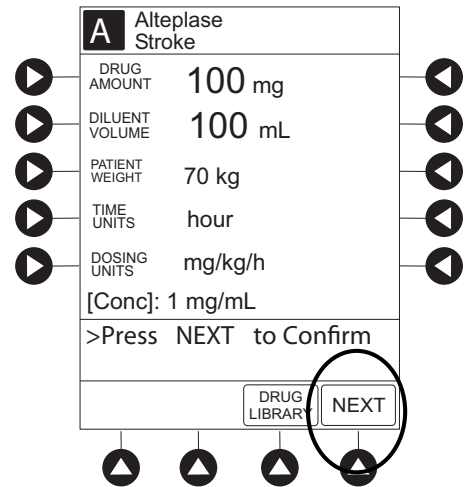 A Alteplase
Stroke
DRUG
AMOUNT 100 mg
DILUENT
VOLUME 100 mL
PATIENT
WEIGHT 70 kg
TIME
UNITS hour
DOSING
UNITS mg/kg/h
[Conc]: 1 mg/mL
>Press NEXT to Confirm
DRUG
LIBRARY
NEXT